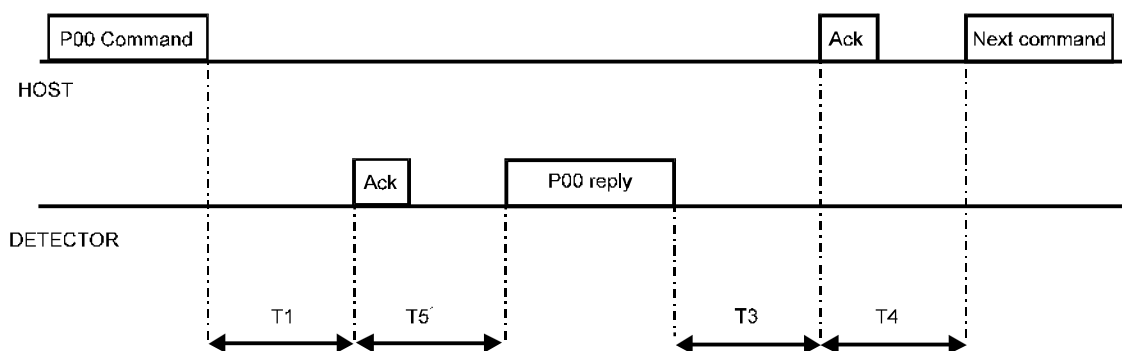 P00 Command
Ack
Next command
HOST
Ack
P00 reply
DETECTOR
T1
T5´
T3
T4